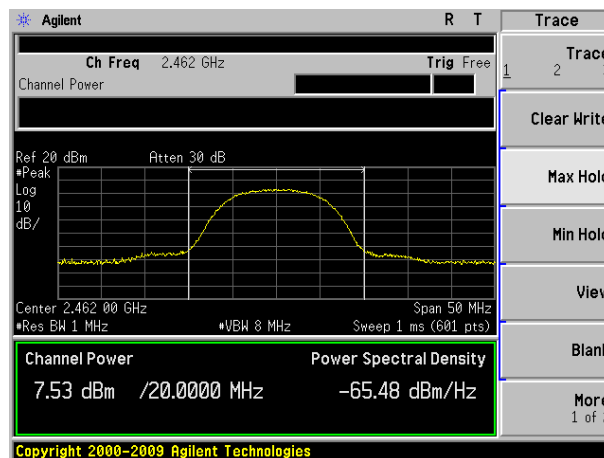 Agilent R T Trace
Ch Freq 2.462 GHz Trig Free
Channel Power
Trace
1 2
Clear Write
Ref 20 dBm Atten 30 dB
#Peak
Log
10
dB/
Max Hold
Min Hold
View
Center 2.462 00 GHz Span 50 MHz
#Res BW 1 MHz #VBW 8 MHz Sweep 1 ms (601 pts)
Blank
Channel Power Power Spectral Density
7.53 dBm /20.0000 MHz -65.48 dBm/Hz
More
1 of
Copyright 2000-2009 Agilent Technologies